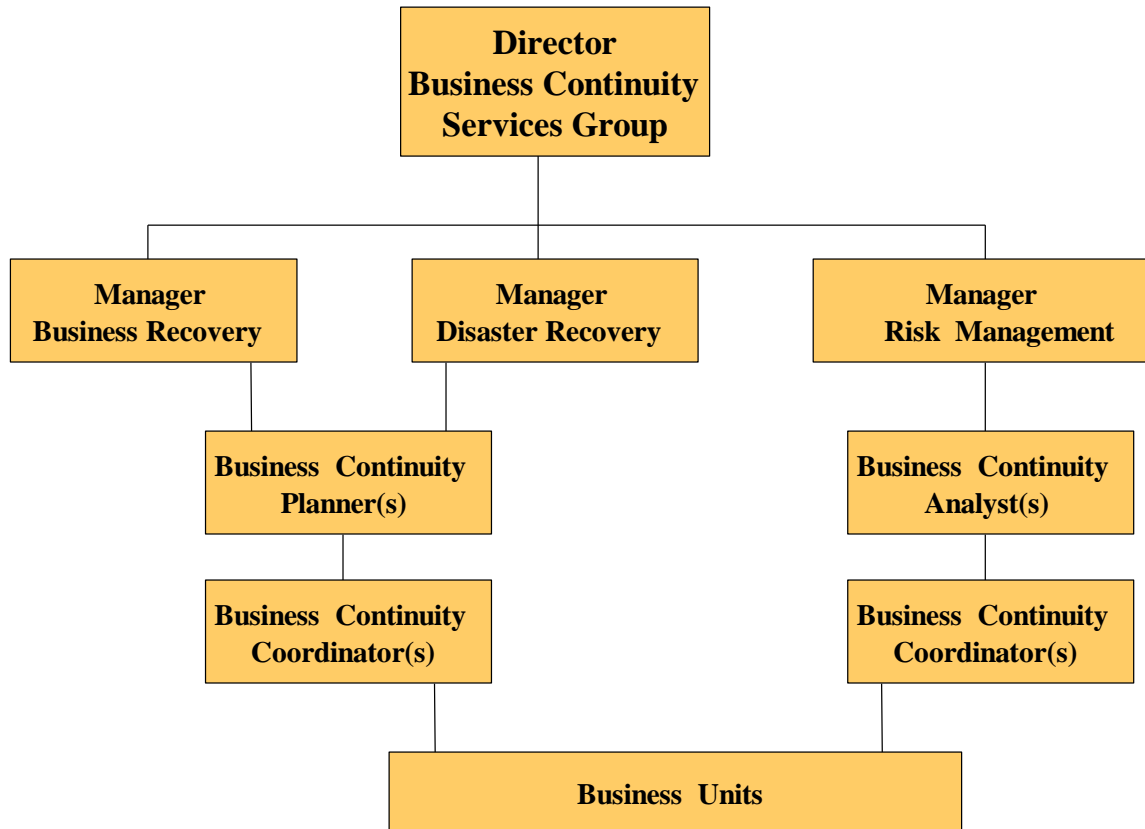 Director
Business Continuity
Services Group
Manager
Business Recovery
Manager
Disaster Recovery
Manager
Risk Management
Business Continuity
Planner(s)
Business Continuity
Analyst(s)
Business Continuity
Coordinator(s)
Business Continuity
Coordinator(s)
Business Units